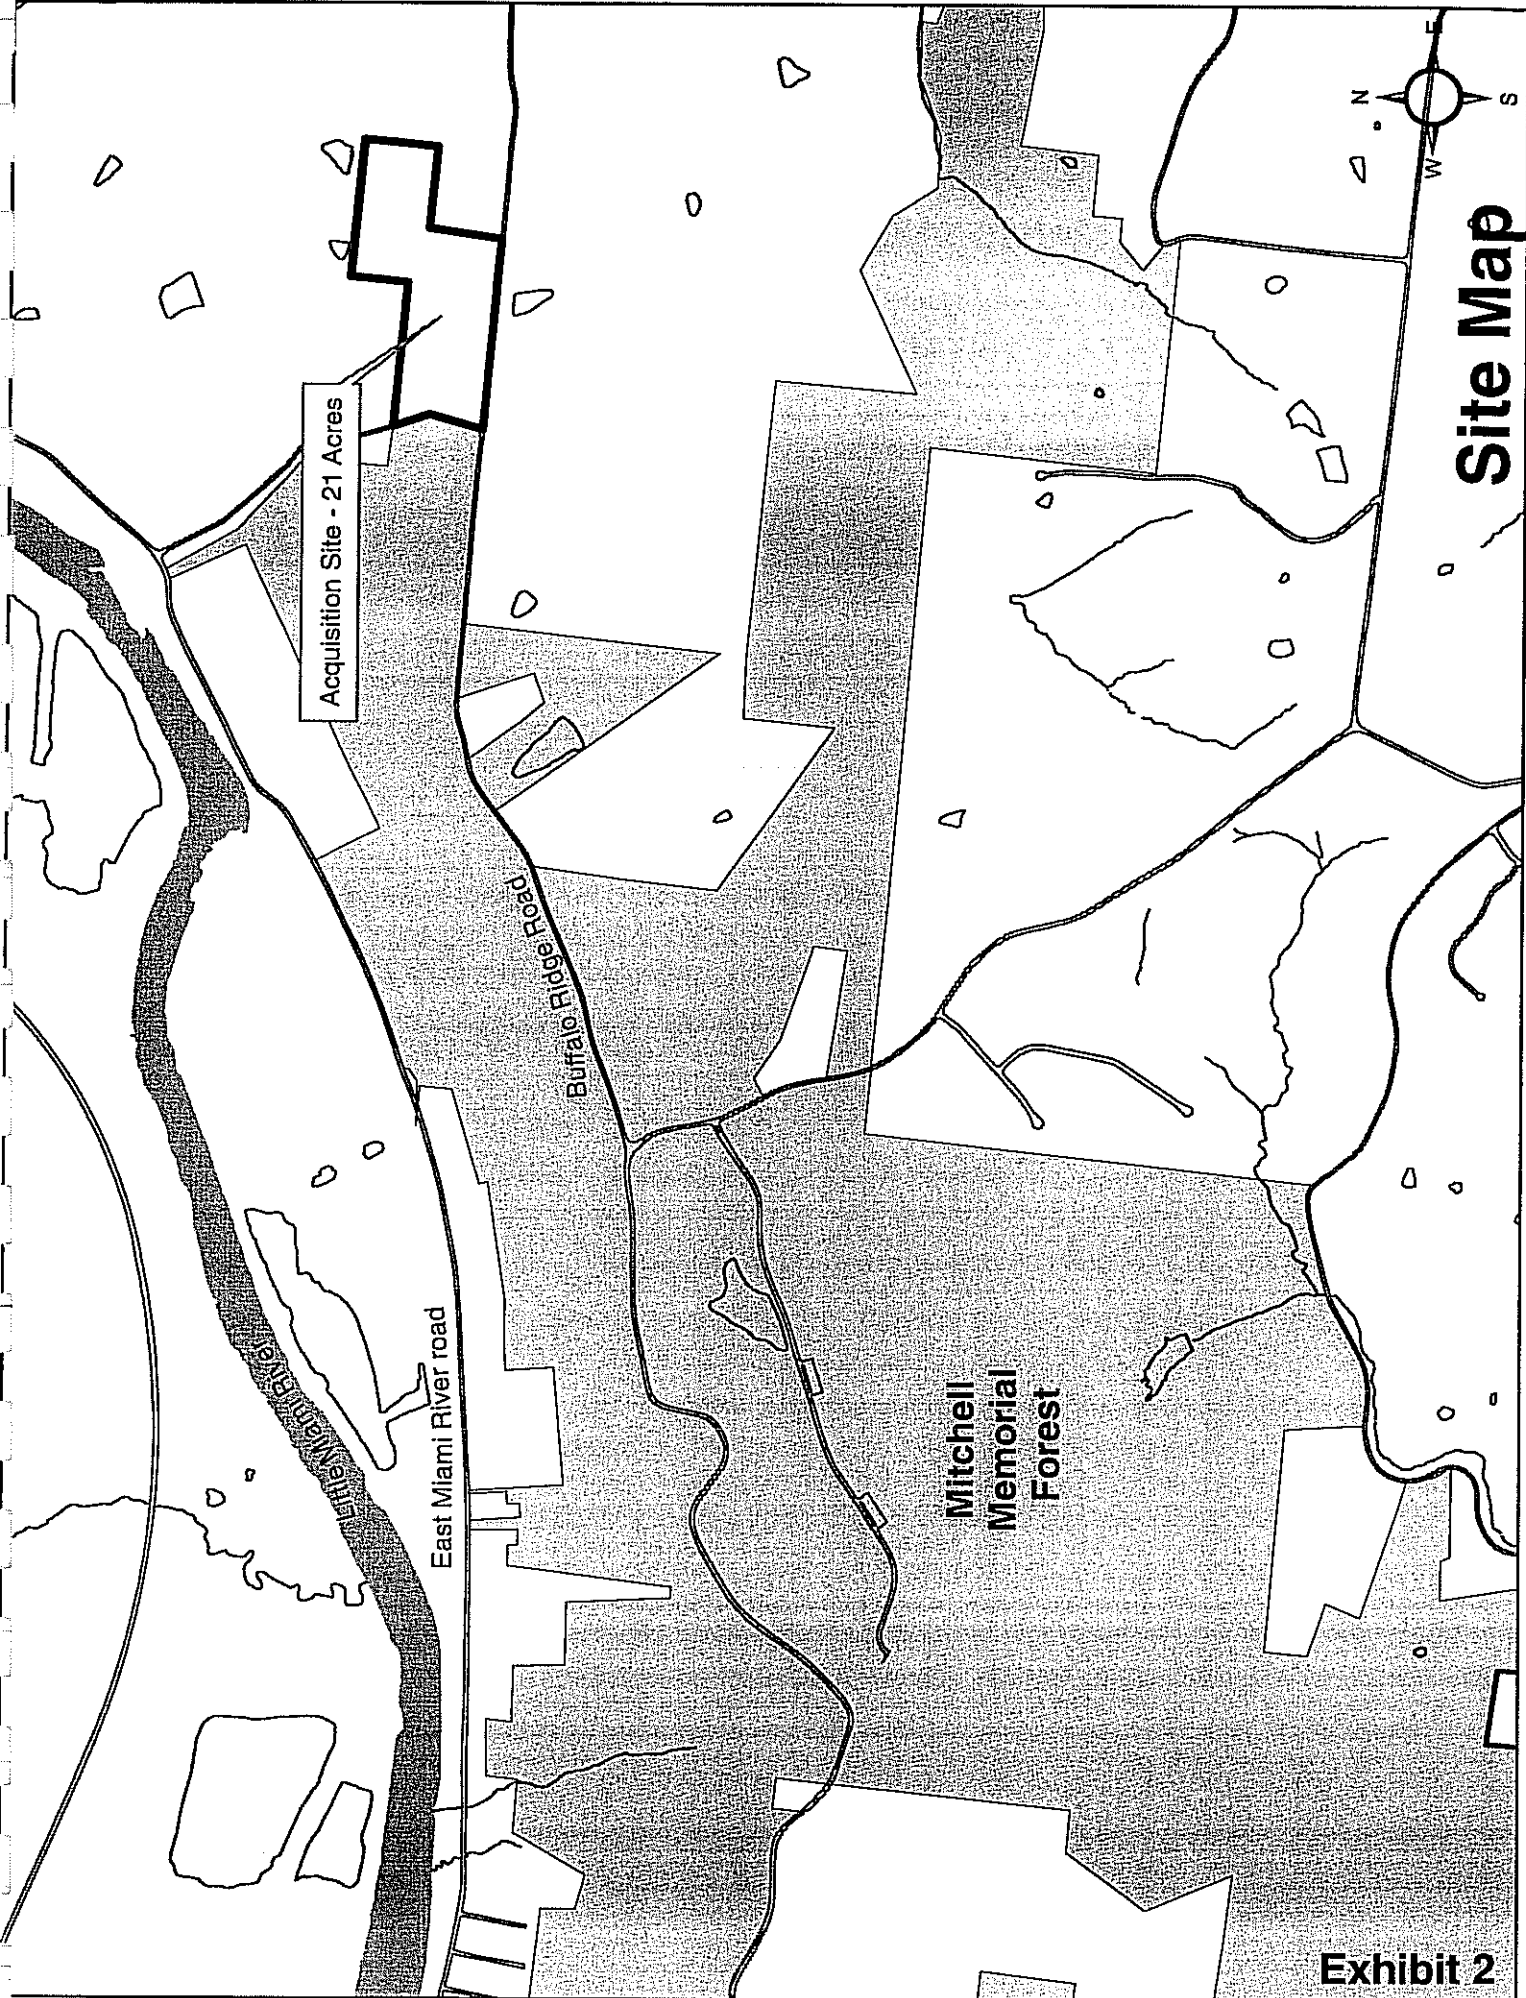 Acquisition Site - 21 Acres
Buffalo Ridge Road
Little Miami River
East Miami River road
Mitchell
Memorial
Forest
N
E
S
W
Site Map
Exhibit 2